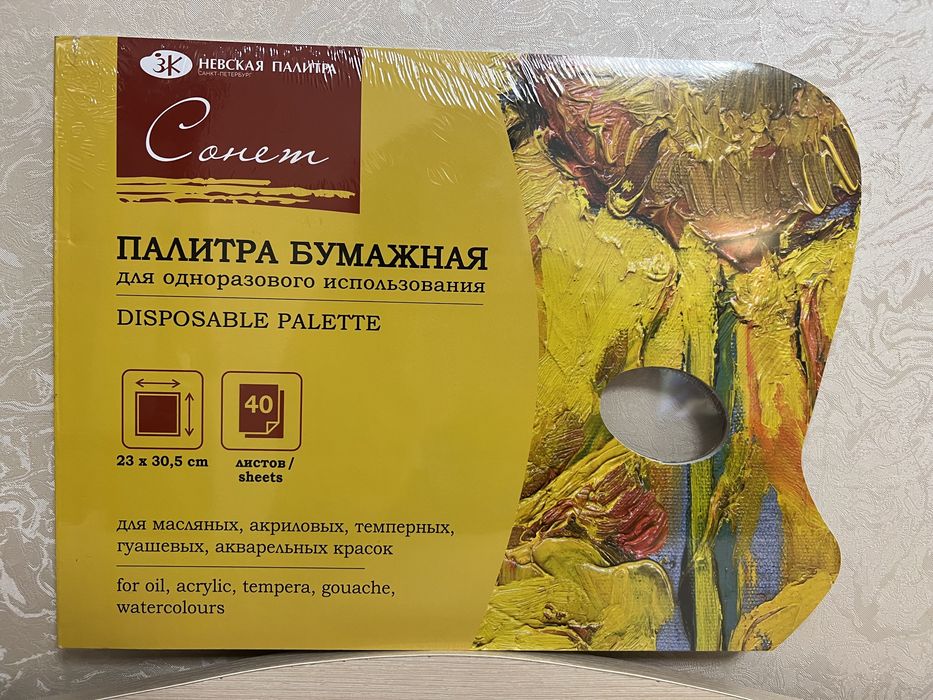 ЗК НЕВСКАЯ ПАЛИТРА
САНКТ-ПЕТЕРБУРГ
Сонет
ПАЛИТРА БУМАЖНАЯ
для одноразового использования
DISPOSABLE PALETTE
40
23 x 30,5 cm
листов /
sheets
для масляных, акриловых, темперных,
гуашевых, акварельных красок
for oil, acrylic, tempera, gouache,
watercolours